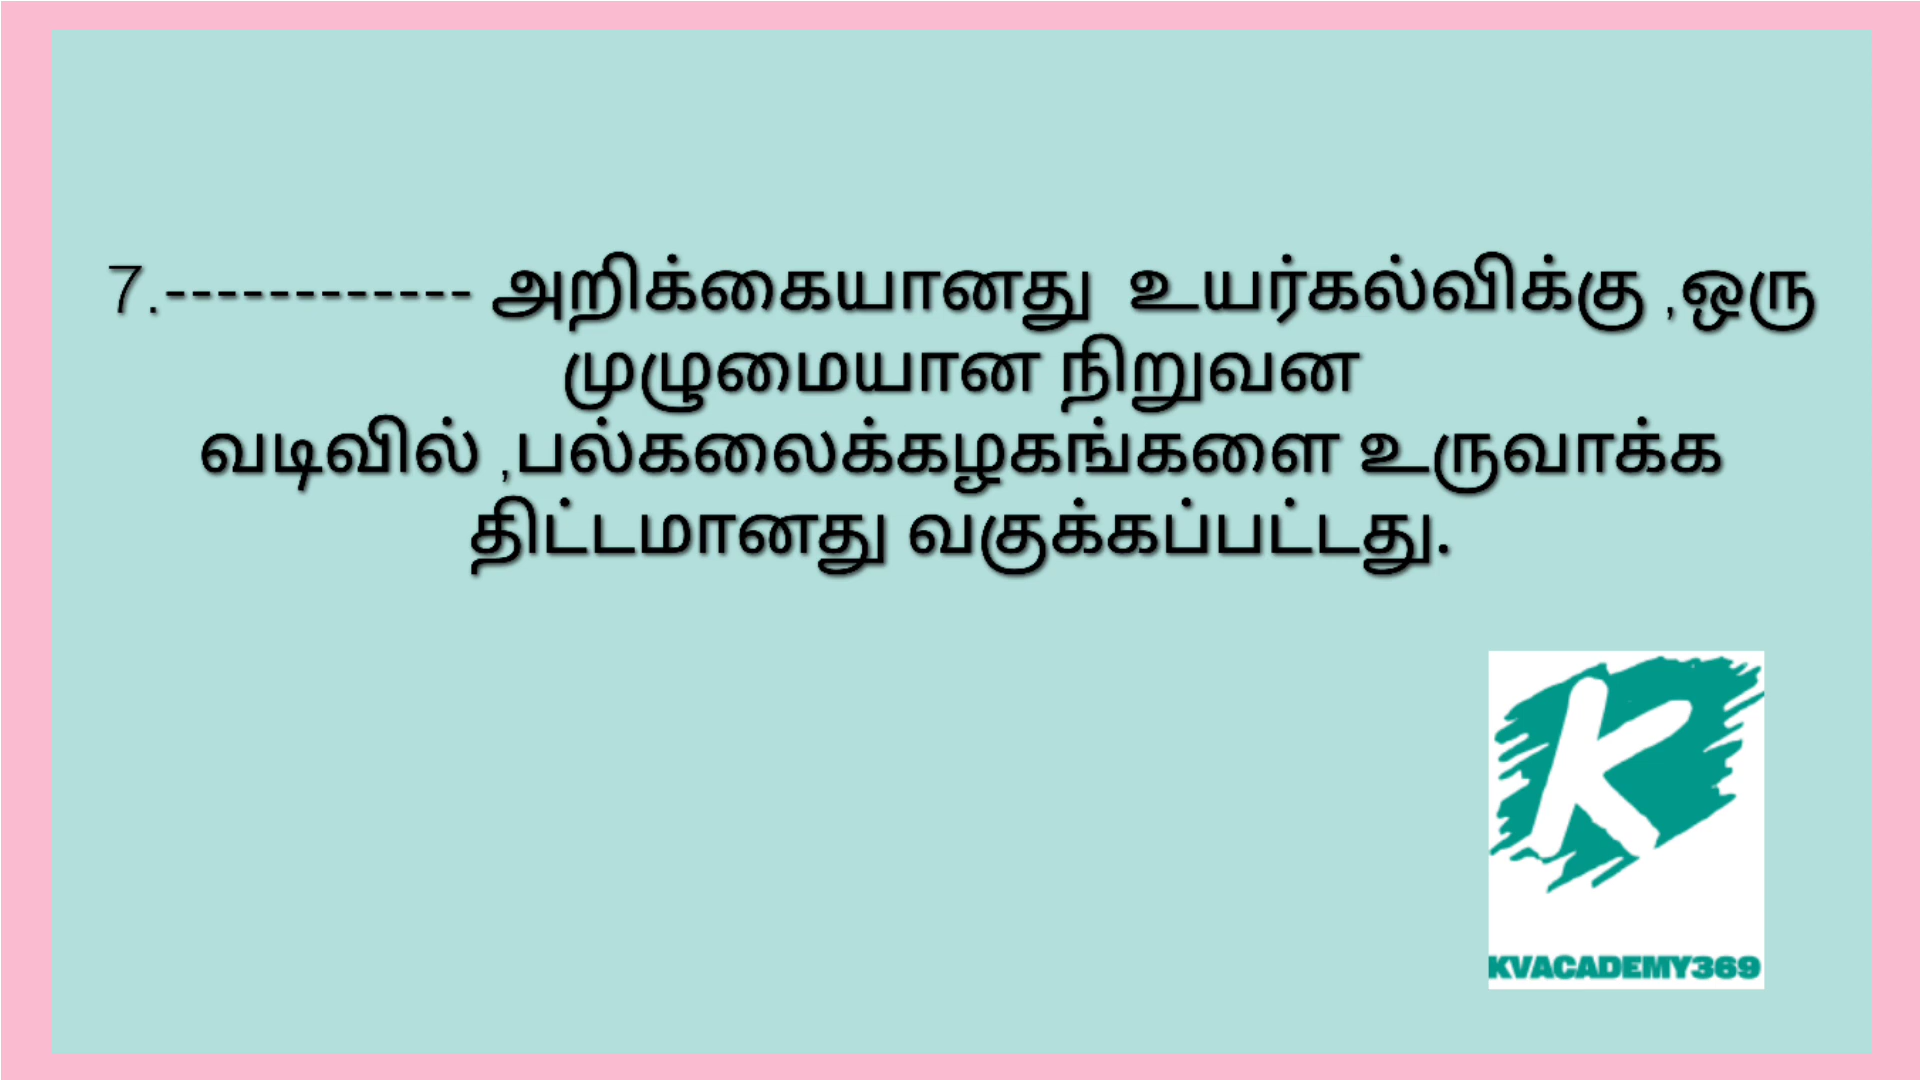 7.------------ அறிக்கையானது உயர்கல்விக்கு ,ஒரு
முழுமையான நிறுவன
வடிவில் ,பல்கலைக்கழகங்களை உருவாக்க
திட்டமானது வகுக்கப்பட்டது.
K
KVACADEMY369